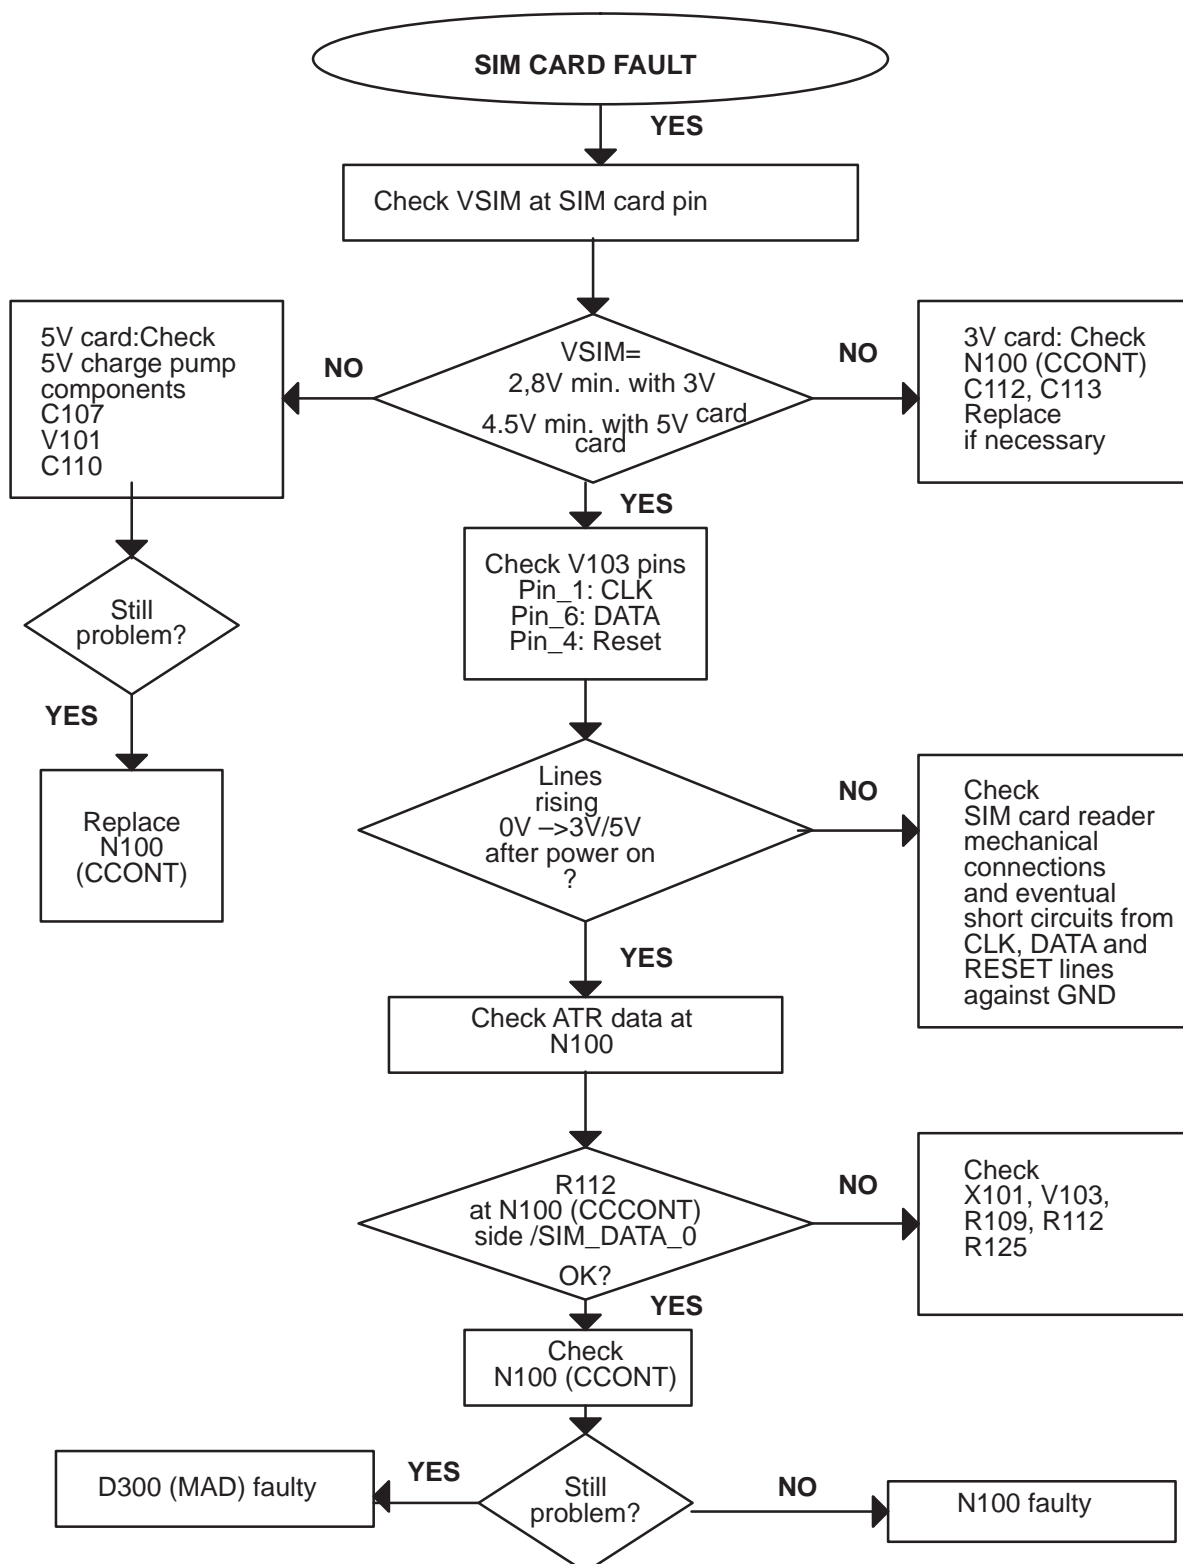 SIM CARD FAULT
YES
Check VSIM at SIM card pin
5V card:Check
5V charge pump
components
C107
V101
C110
NO
VSIM=
2,8V min. with 3V
card
4.5V min. with 5V
card
NO
3V card: Check
N100 (CCONT)
C112, C113
Replace
if necessary
YES
Check V103 pins
Pin_1: CLK
Pin_6: DATA
Pin_4: Reset
Still
problem?
YES
Replace
N100
(CCONT)
Lines
rising
0V –>3V/5V
after power on
?
NO
Check
SIM card reader
mechanical
connections
and eventual
short circuits from
CLK, DATA and
RESET lines
against GND
YES
Check ATR data at
N100
R112
at N100 (CCCONT)
side /SIM_DATA_0
OK?
NO
Check
X101, V103,
R109, R112
R125
YES
Check
N100 (CCONT)
D300 (MAD) faulty
YES
Still
problem?
NO
N100 faulty